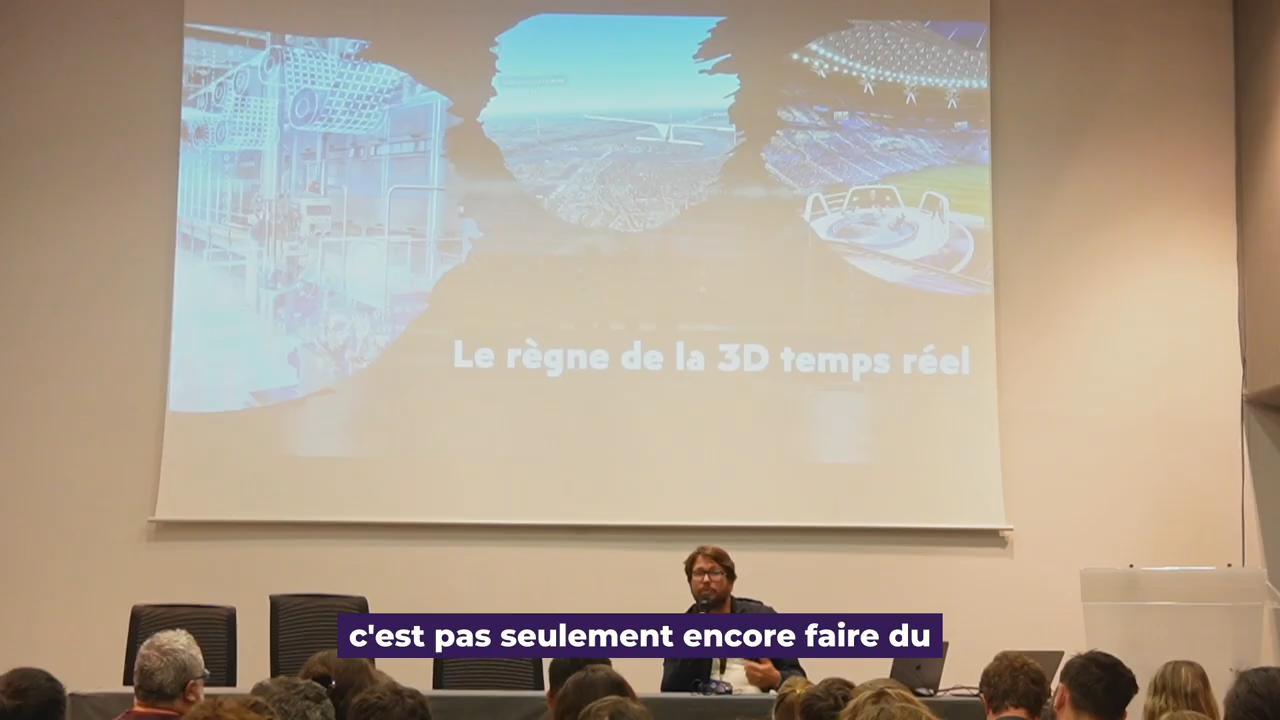 Le règne de la 3D temps réel
c'est pas seulement encore faire du